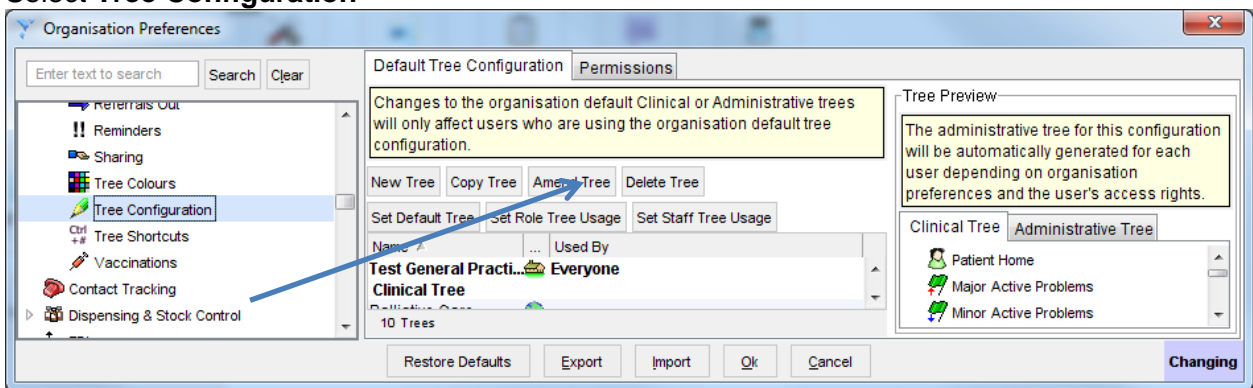 Select Tree Configuration
Organisation Preferences
Enter text to search
Search
Clear
Referrals Out
Reminders
Sharing
Tree Colours
Tree Configuration
Ctrl +# Tree Shortcuts
Vaccinations
Contact Tracking
Dispensing & Stock Control
Default Tree Configuration
Permissions
Changes to the organisation default Clinical or Administrative trees
will only affect users who are using the organisation default tree
configuration.
New Tree
Copy Tree
Amend Tree
Delete Tree
Set Default Tree
Set Role Tree Usage
Set Staff Tree Usage
Name
...
Used By
Test General Practi...
Everyone
Clinical Tree
Palliative Care
10 Trees
Tree Preview
The administrative tree for this configuration
will be automatically generated for each
user depending on organisation
preferences and the user's access rights.
Clinical Tree
Administrative Tree
Patient Home
Major Active Problems
Minor Active Problems
Restore Defaults
Export
Import
Ok
Cancel
Changing